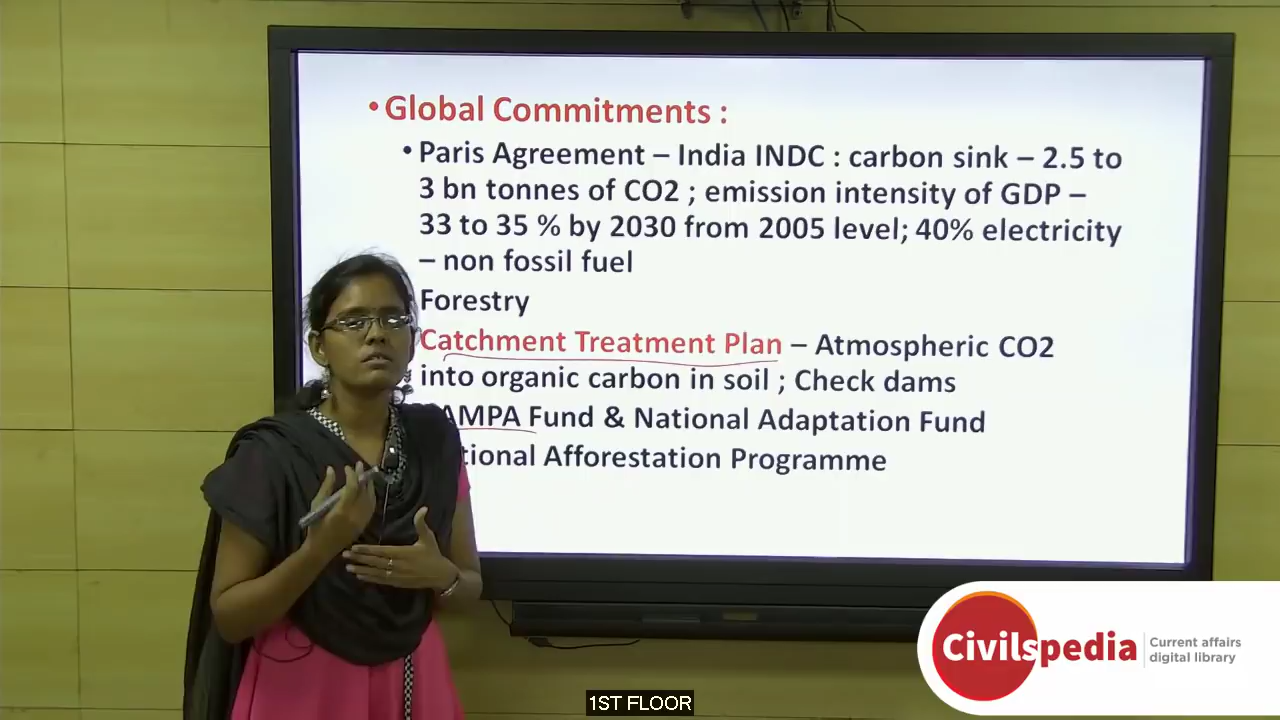 • Global Commitments :
• Paris Agreement – India INDC : carbon sink – 2.5 to
3 bn tonnes of CO2 ; emission intensity of GDP –
33 to 35 % by 2030 from 2005 level; 40% electricity
– non fossil fuel
Forestry
Catchment Treatment Plan – Atmospheric CO2
into organic carbon in soil ; Check dams
AMPA Fund & National Adaptation Fund
tional Afforestation Programme
Civilspedia
Current affairs
digital library
1ST FLOOR